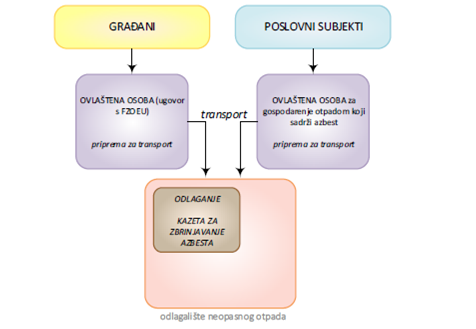 GRAĐANI
POSLOVNI SUBJEKTI
OVLAŠTENA OSOBA (ugovor
s FZOEU)
priprema za transport
transport
OVLAŠTENA OSOBA za
gospodarenje otpadom koji
sadrži azbest
priprema za transport
ODLAGANJE
KAZETA ZA
ZBRINJAVANJE
AZBESTA
odlagalište neopasnog otpada